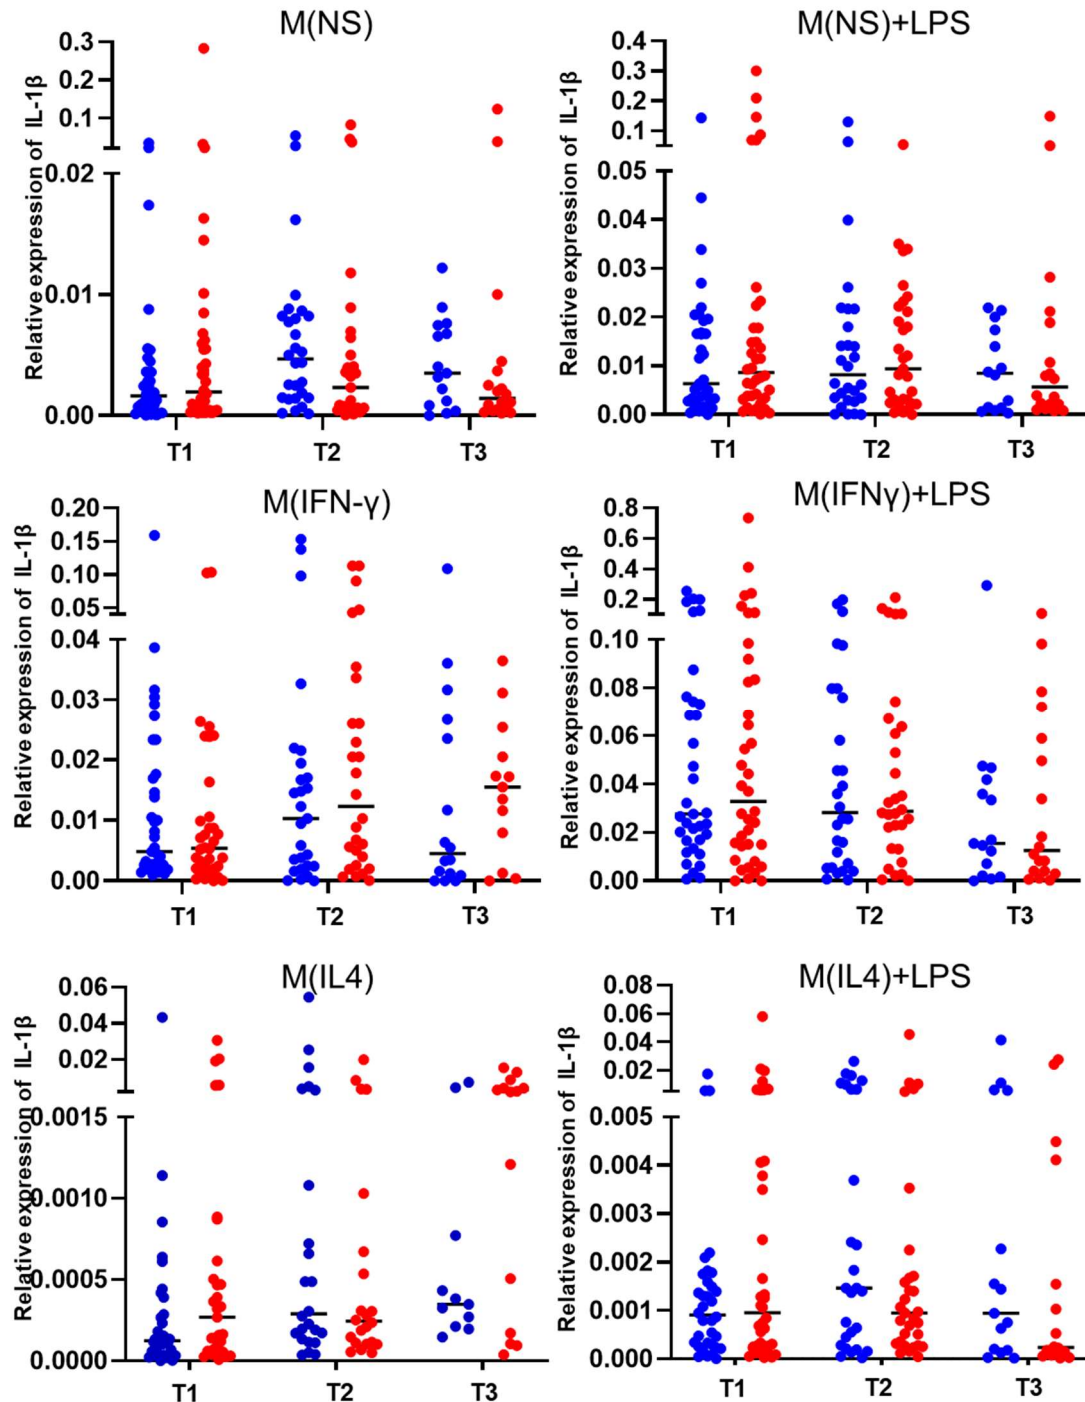 M(NS)
Relative expression of IL-1β
0.3
0.2
0.1
0.02
0.01
0.00
T1
T2
T3
M(NS)+LPS
Relative expression of IL-1β
0.4
0.3
0.2
0.1
0.05
0.04
0.03
0.02
0.01
0.00
T1
T2
T3
M(IFN-γ)
Relative expression of IL-1β
0.20
0.15
0.10
0.05
0.04
0.03
0.02
0.01
0.00
T1
T2
T3
M(IFNγ)+LPS
Relative expression of IL-1β
0.8
0.6
0.4
0.2
0.10
0.08
0.06
0.04
0.02
0.00
T1
T2
T3
M(IL4)
Relative expression of IL-1β
0.06
0.04
0.02
0.0015
0.0010
0.0005
0.0000
T1
T2
T3
M(IL4)+LPS
Relative expression of IL-1β
0.08
0.06
0.04
0.02
0.005
0.004
0.003
0.002
0.001
0.000
T1
T2
T3